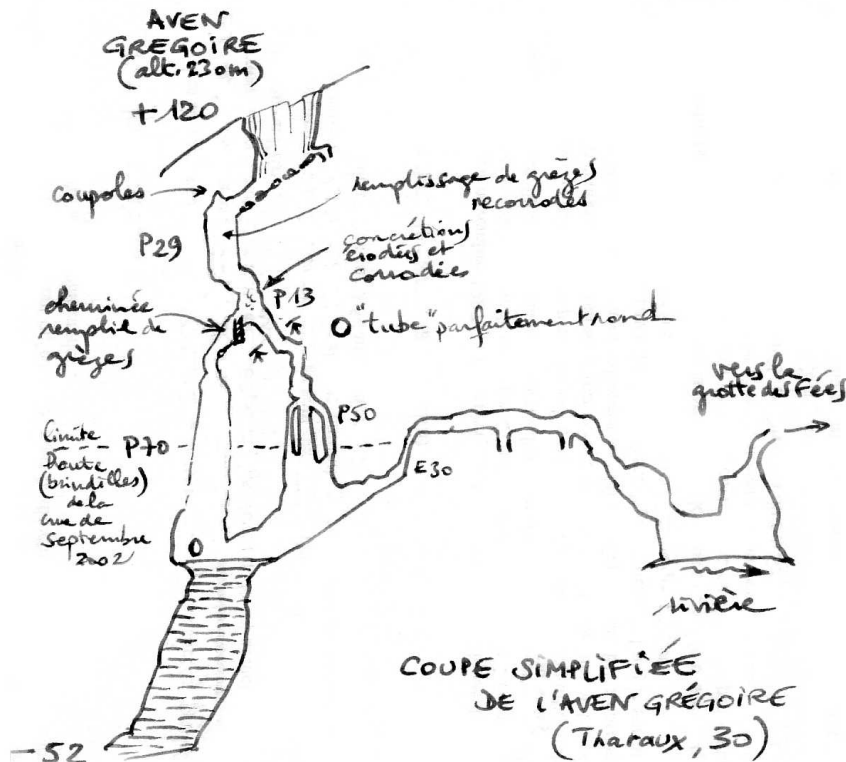 AVEN
GREGOIRE
(alt. 230m)
+120
coupoles
remplissage de grèzes
recorrodés
P29
concrétions
érodées et
corrodées
cheminée
remplie de
grèzes
P13
"tube" parfaitement rond
vers la
grotte des Fées
P50
limite
haute
(brindilles)
de la
crue de
septembre
2002
P70
E30
rivière
COUPE SIMPLIFIÉE
DE L'AVEN GRÉGOIRE
(Tharaux, 30)
-52